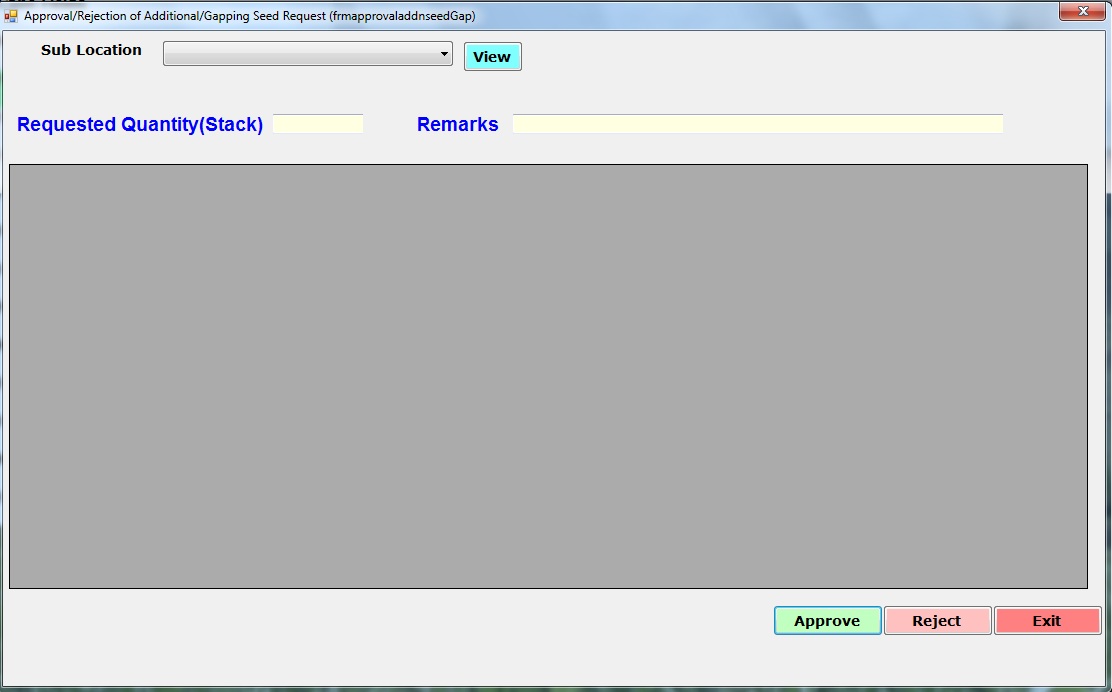 Approval/Rejection of Additional/Gapping Seed Request (frmapprovaladdnseedGap)
Sub Location
View
Requested Quantity(Stack)
Remarks
Approve
Reject
Exit